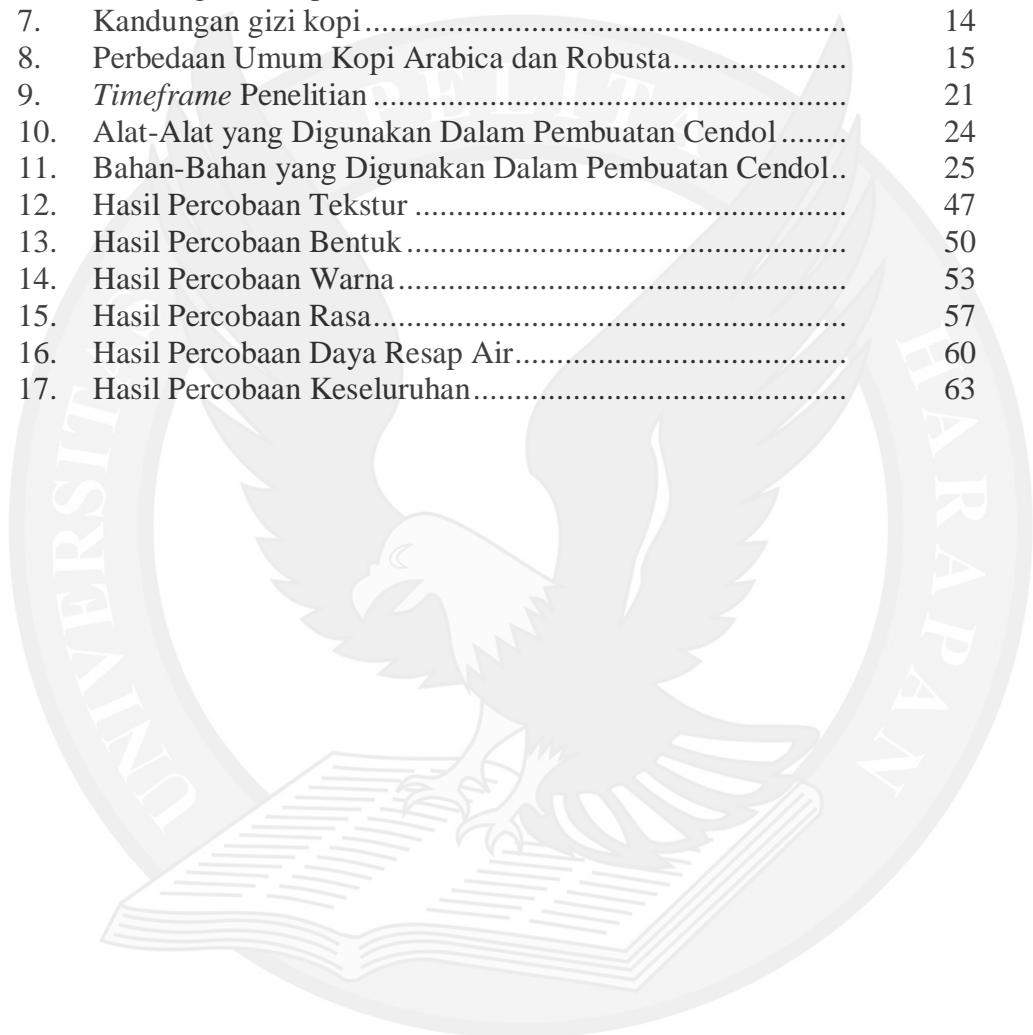 7. Kandungan gizi kopi ........................................................... 14
8. Perbedaan Umum Kopi Arabica dan Robusta ..................... 15
9. Timeframe Penelitian ......................................................... 21
10. Alat-Alat yang Digunakan Dalam Pembuatan Cendol ........ 24
11. Bahan-Bahan yang Digunakan Dalam Pembuatan Cendol .. 25
12. Hasil Percobaan Tekstur .................................................... 47
13. Hasil Percobaan Bentuk ..................................................... 50
14. Hasil Percobaan Warna ...................................................... 53
15. Hasil Percobaan Rasa ......................................................... 57
16. Hasil Percobaan Daya Resap Air ........................................ 60
17. Hasil Percobaan Keseluruhan ............................................. 63
UNIVERSITAS PELITA HARAPAN